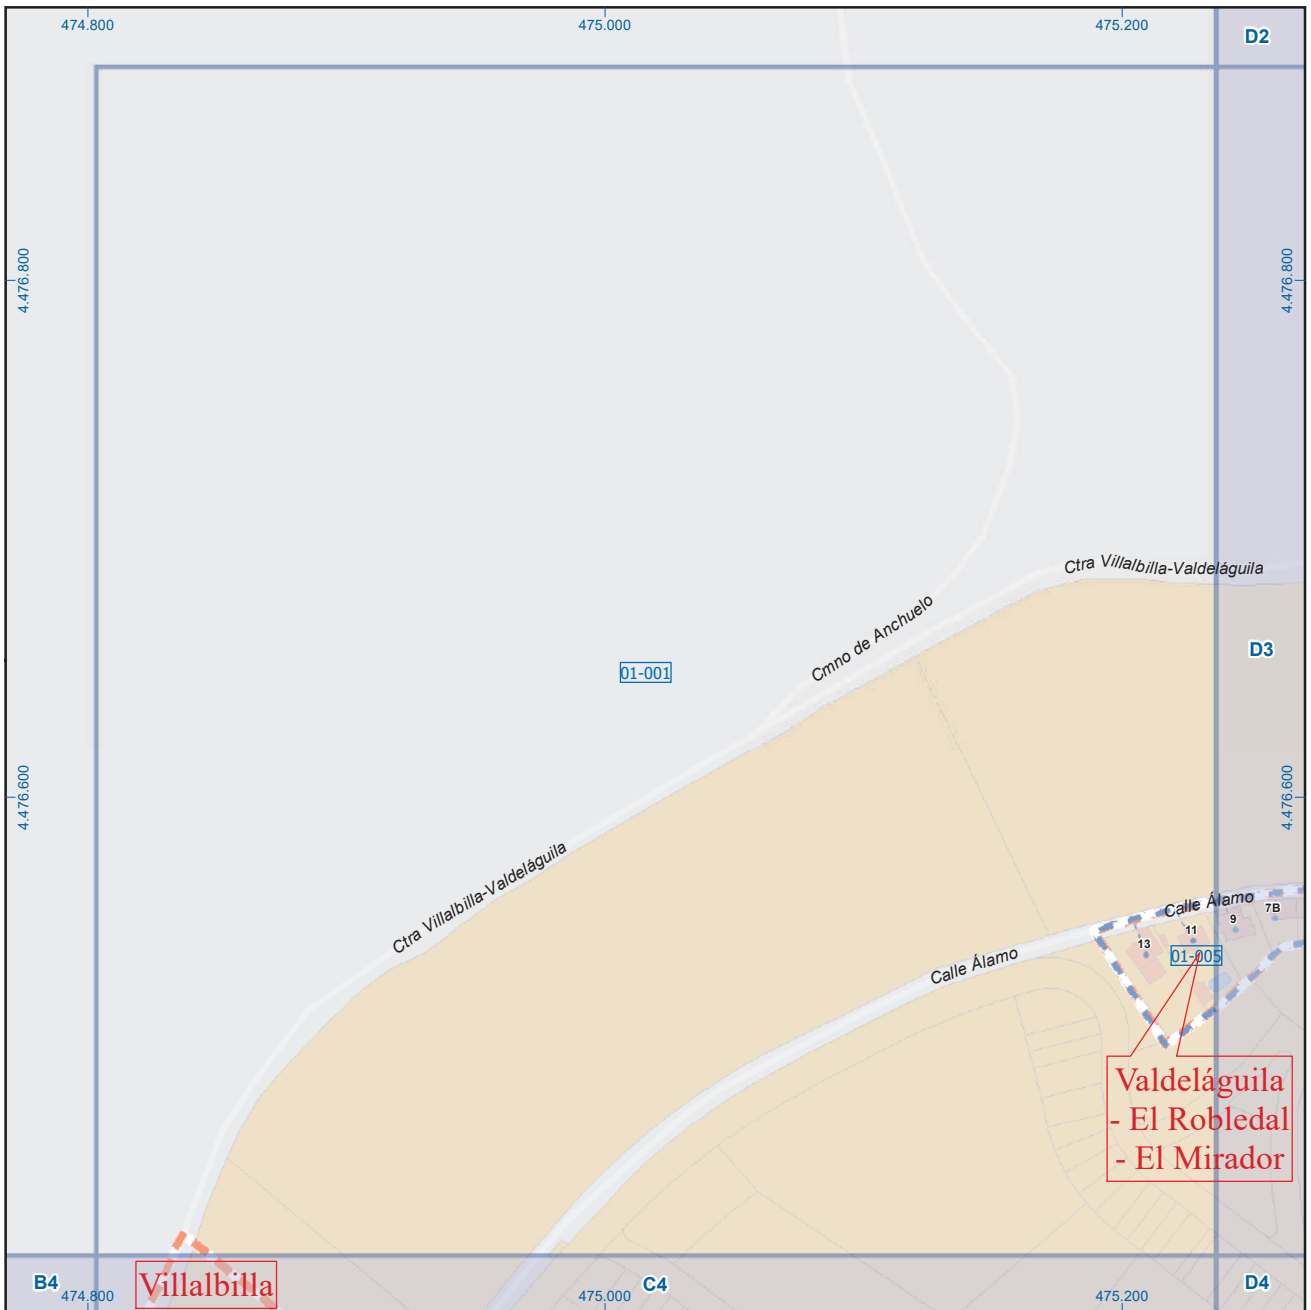 474.800
475.000
475.200
D2
4.476.800
4.476.800
Ctra Villalbilla-Valdeláguila
Cmno de Anchuelo
D3
01-001
4.476.600
4.476.600
Ctra Villalbilla-Valdeláguila
Calle Álamo
7B
9
11
13
01-005
Calle Álamo
Valdeláguila
- El Robledal
- El Mirador
B4
Villalbilla
C4
D4
474.800
475.000
475.200